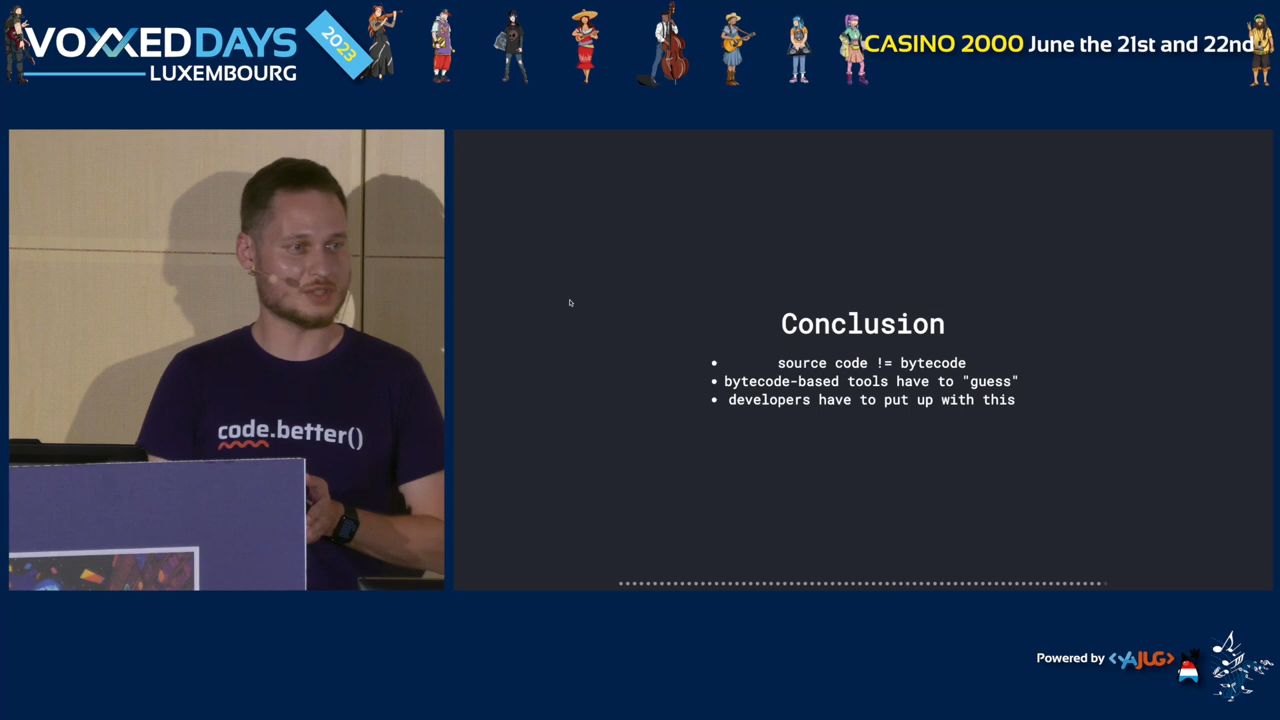 VOXXEDDAYS
LUXEMBOURG
2023
CASINO 2000 June the 21st and 22nd
code.better()
Conclusion
• source code != bytecode
• bytecode-based tools have to "guess"
• developers have to put up with this
Powered by <YAJUG>